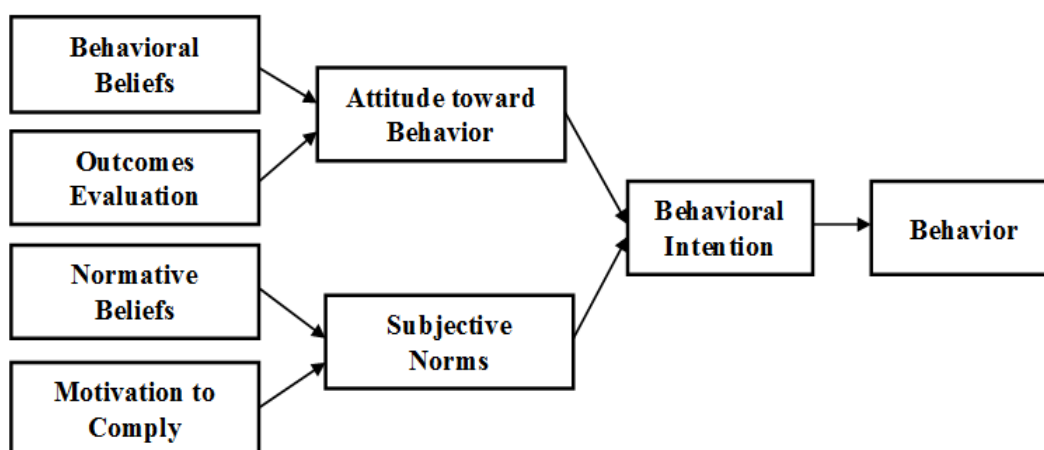 Behavioral
Beliefs
Outcomes
Evaluation
Normative
Beliefs
Motivation to
Comply
Attitude toward
Behavior
Subjective
Norms
Behavioral
Intention
Behavior